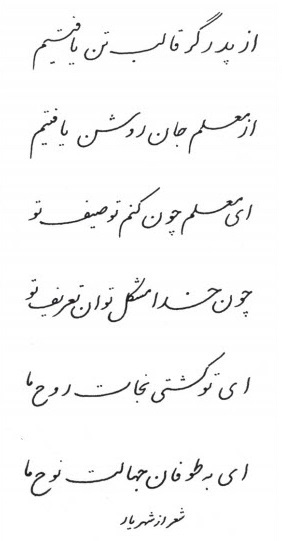 از پدر گر قالب تن یافتیم
از معلم جان روشن یافتیم
ای معلم چون کنم توصیف تو
چون خدا مشکل توان تعریف تو
ای تو کشتی نجات روح ما
ای به طوفان جهالت نوح ما
شعر از شهریار